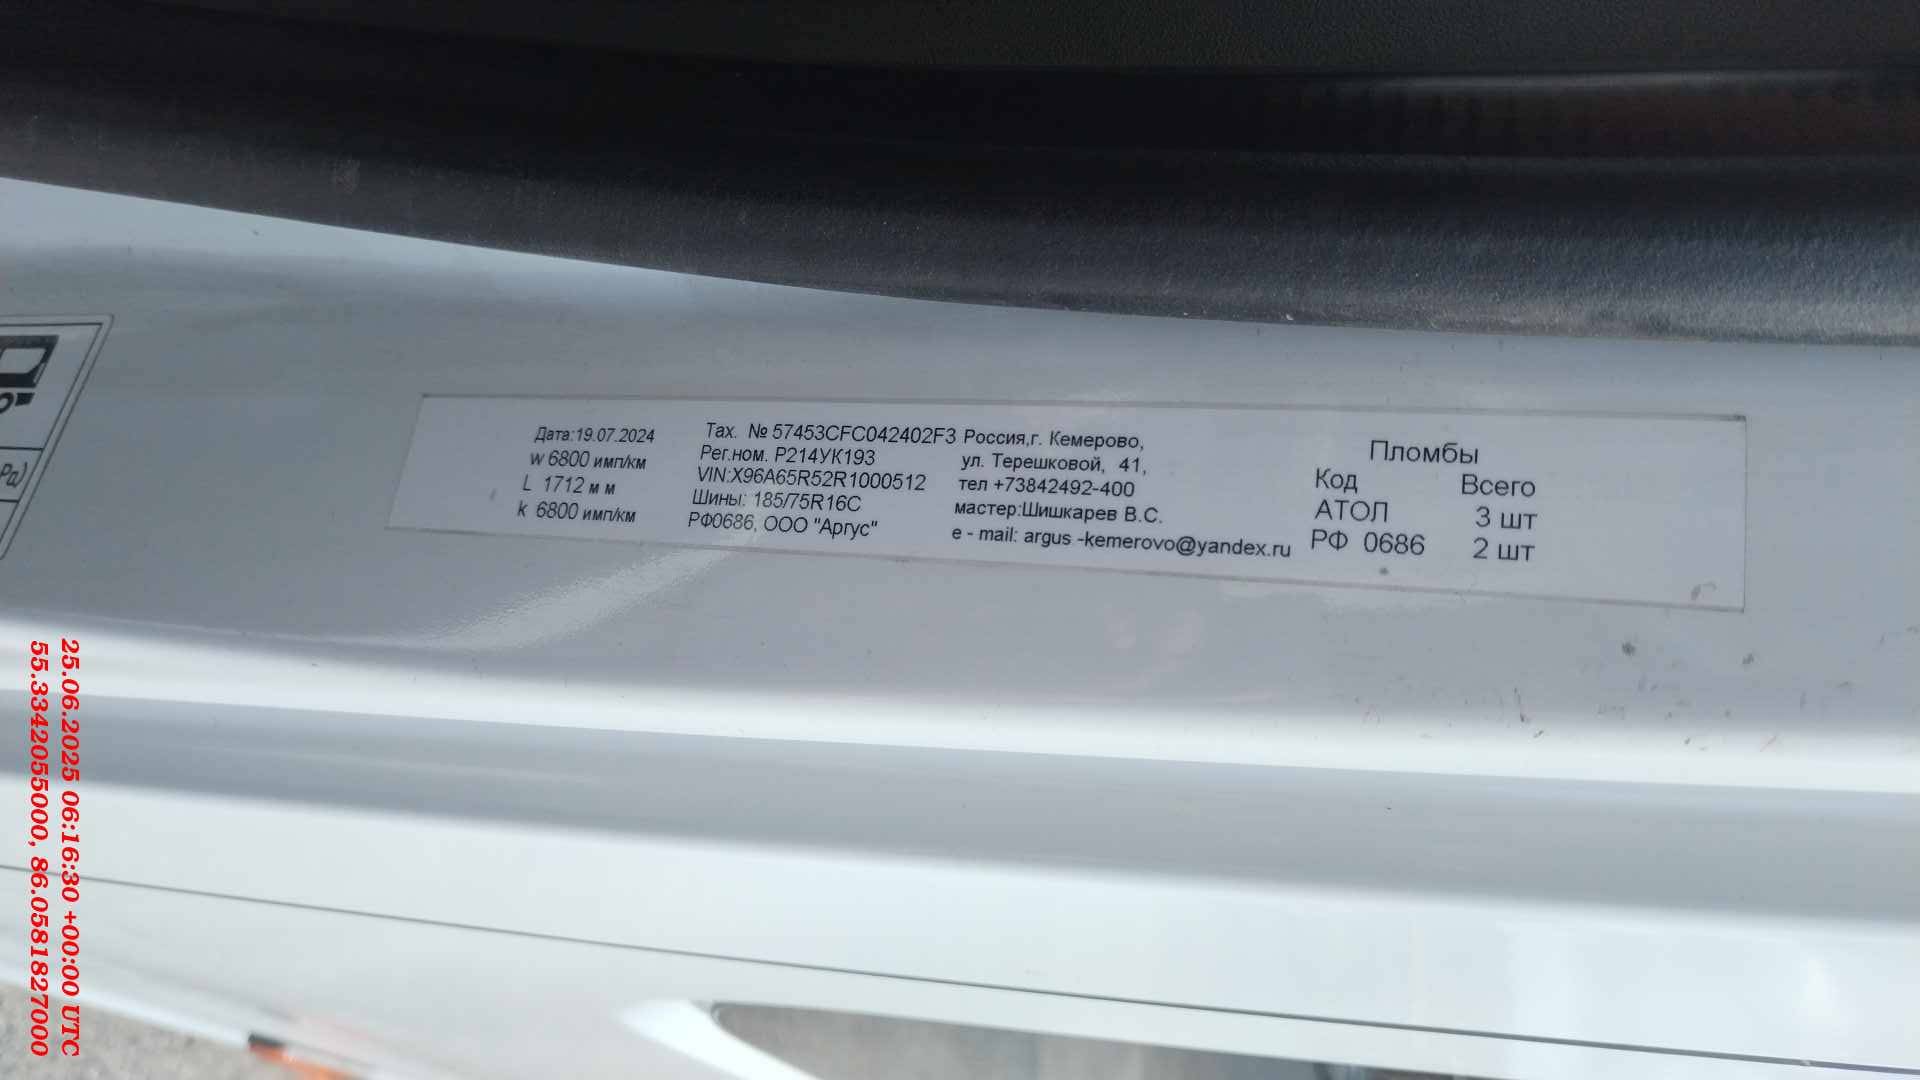 Дата:19.07.2024
w 6800 имп/км
L 1712 м м
k 6800 имп/км
Тах. № 57453CFC042402F3
Рег.ном. Р214УК193
VIN:X96A65R52R1000512
Шины: 185/75R16C
РФ0686, ООО "Аргус"
Россия,г. Кемерово,
ул. Терешковой, 41,
тел +73842492-400
мастер:Шишкарев В.С.
e - mail: argus -kemerovo@yandex.ru
Пломбы
Код Всего
АТОЛ 3 шт
РФ 0686 2 шт
Pa)
25.06.2025 06:16:30 +00:00 UTC
55.3342055000, 86.0581827000